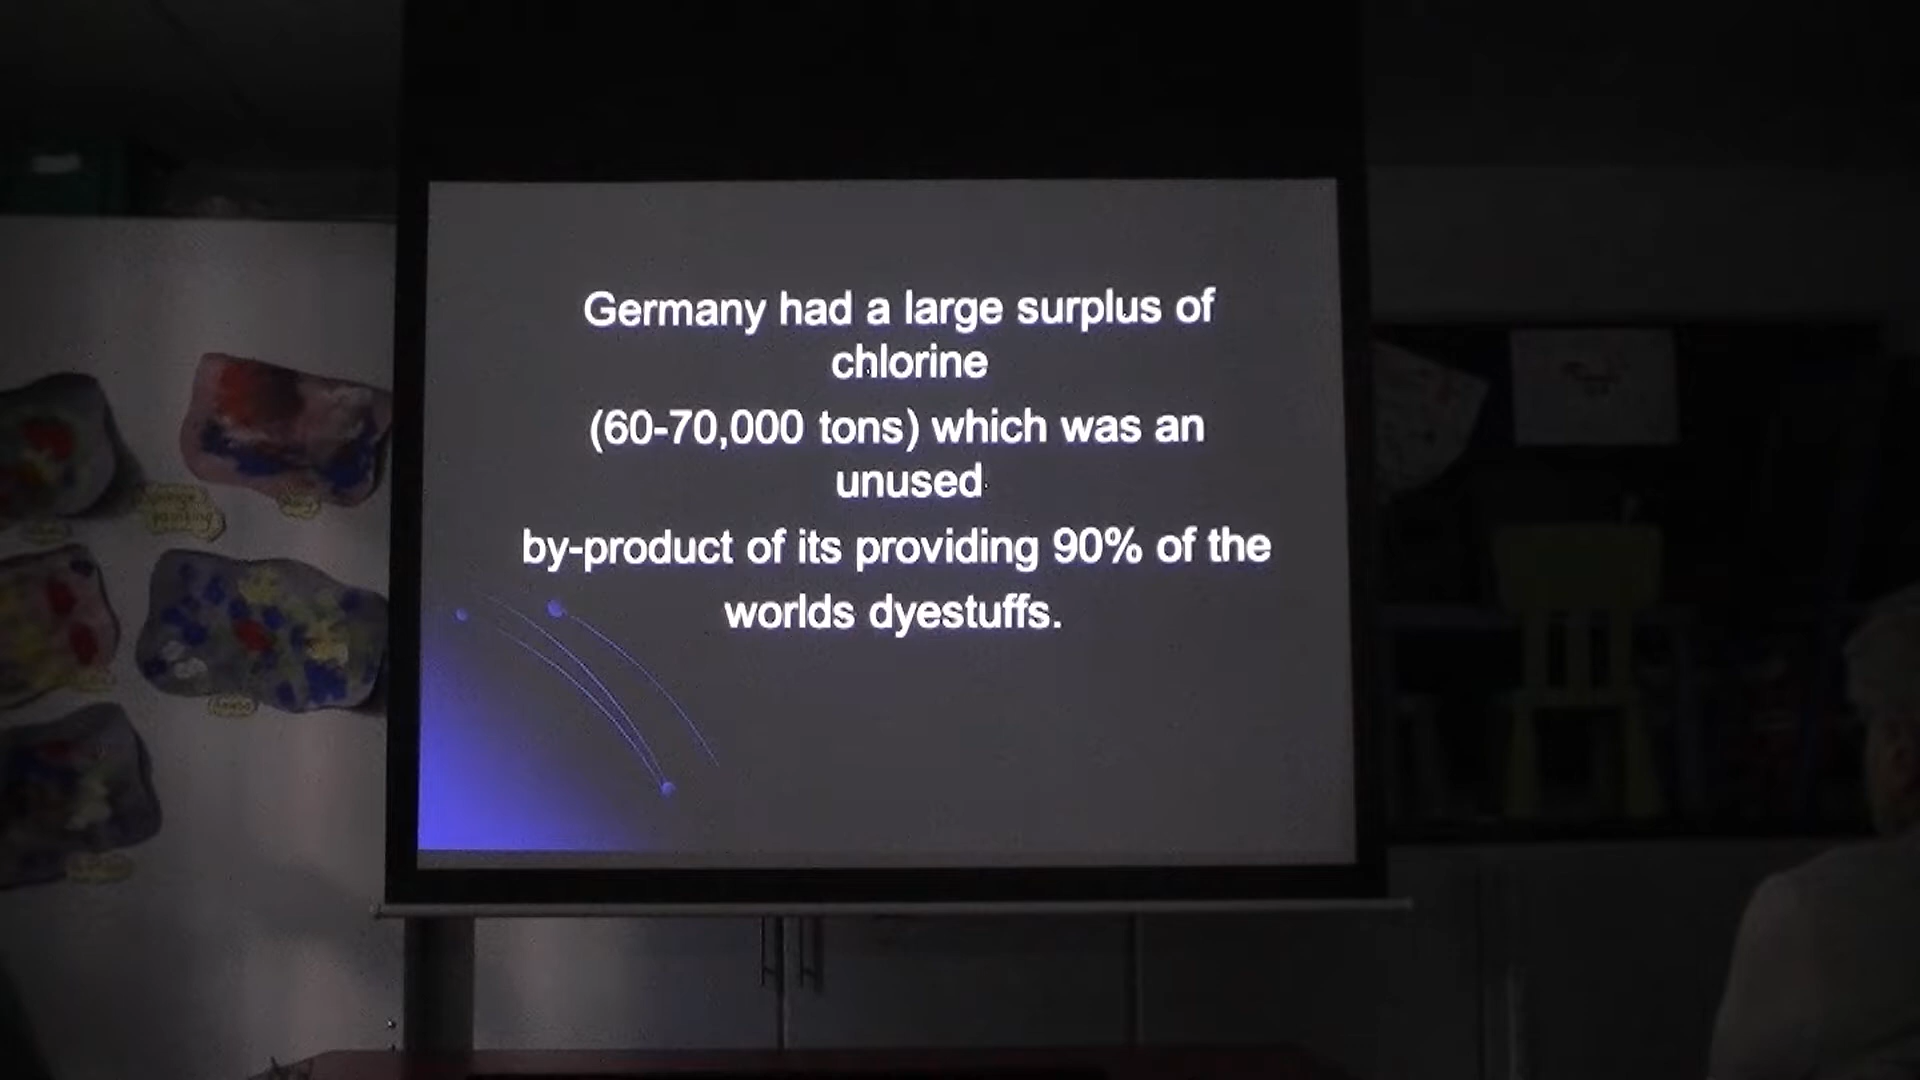 Germany had a large surplus of
chlorine
(60-70,000 tons) which was an
unused
by-product of its providing 90% of the
worlds dyestuffs.